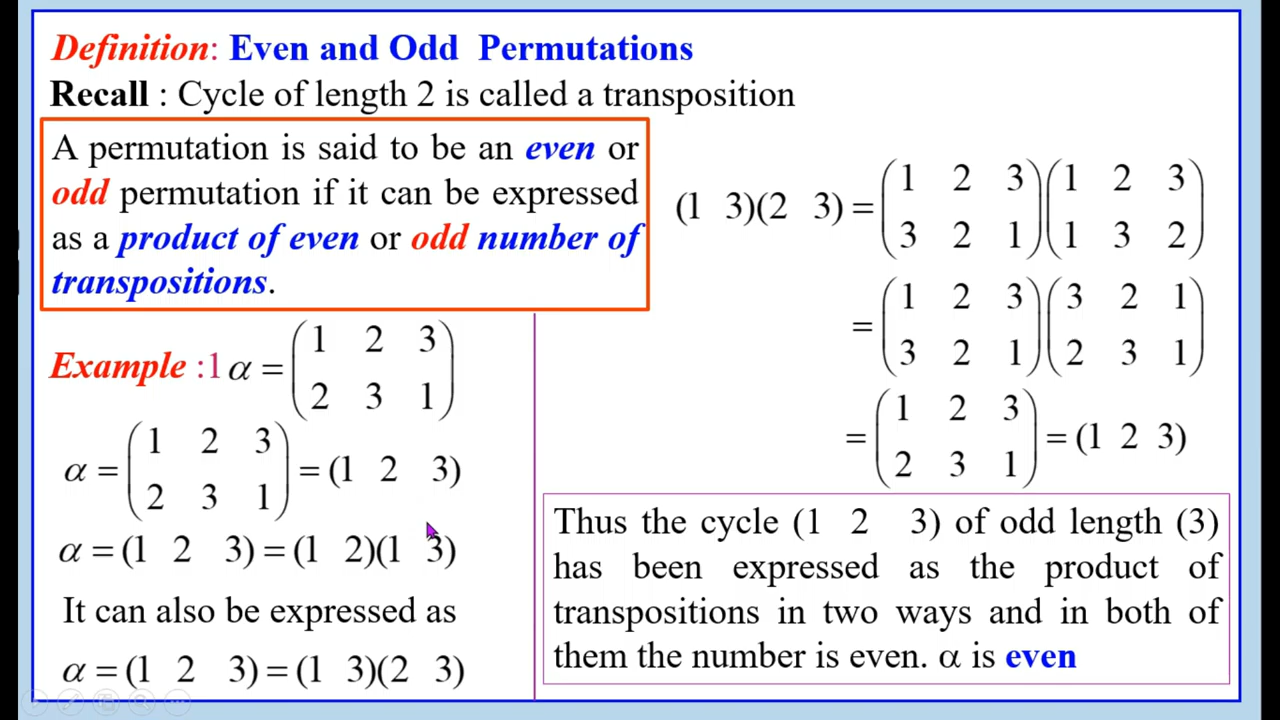 Definition: Even and Odd Permutations
Recall : Cycle of length 2 is called a transposition
A permutation is said to be an even or
odd permutation if it can be expressed
as a product of even or odd number of
transpositions.
Example :1 α = (1 2 3
2 3 1)
α = (1 2 3
2 3 1) = (1 2 3)
α = (1 2 3) = (1 2)(1 3)
It can also be expressed as
α = (1 2 3) = (1 3)(2 3)
(1 3)(2 3) = (1 2 3
3 2 1)(1 2 3
1 3 2)
= (1 2 3
3 2 1)(3 2 1
2 3 1)
= (1 2 3
2 3 1) = (1 2 3)
Thus the cycle (1 2 3) of odd length (3)
has been expressed as the product of
transpositions in two ways and in both of
them the number is even. α is even